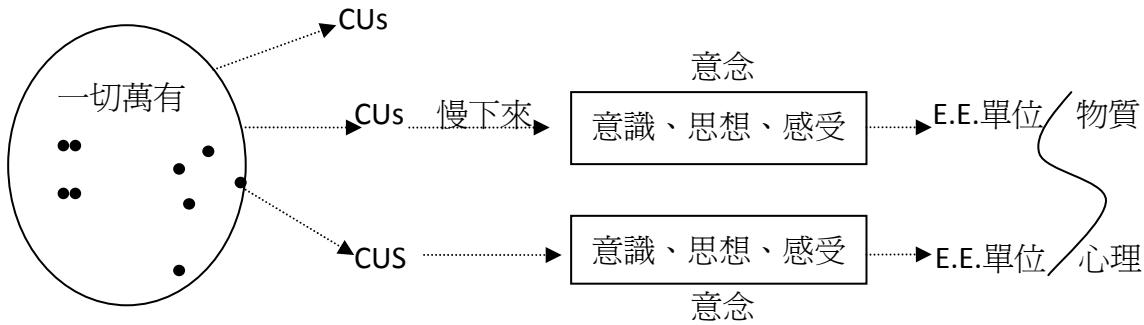 CUs
一切萬有
意念
CUs 慢下來 意識、思想、感受 E.E.單位 物質
CUS 意識、思想、感受 E.E.單位 心理
意念